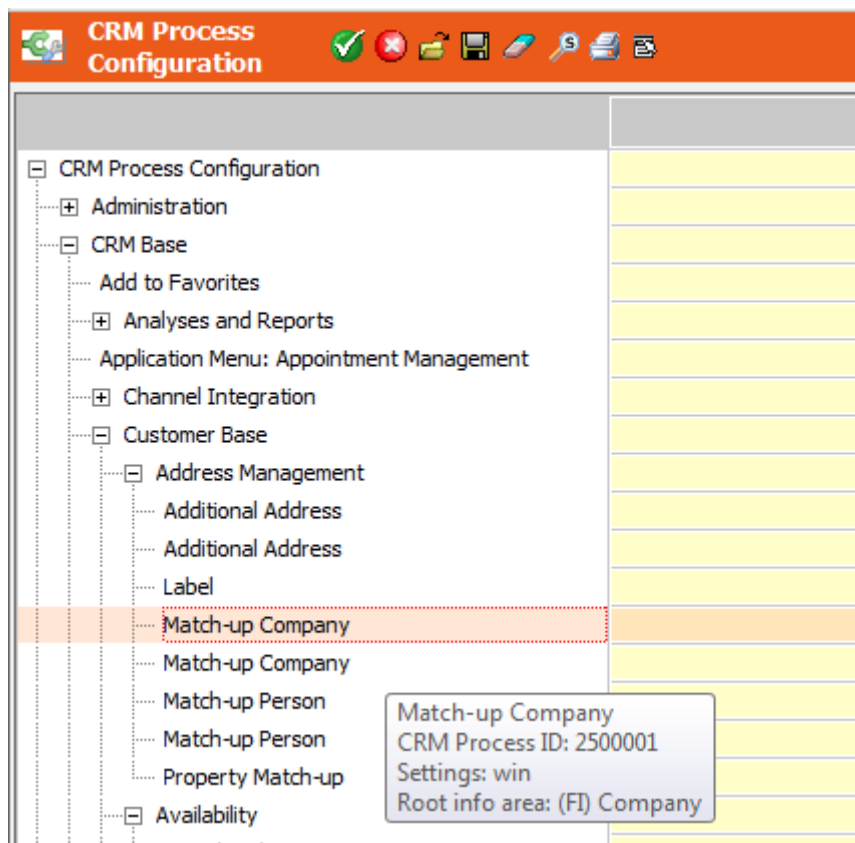 CRM Process
Configuration
CRM Process Configuration
Administration
CRM Base
Add to Favorites
Analyses and Reports
Application Menu: Appointment Management
Channel Integration
Customer Base
Address Management
Additional Address
Additional Address
Label
Match-up Company
Match-up Company
Match-up Person
Match-up Person
Property Match-up
Availability
Match-up Company
CRM Process ID: 2500001
Settings: win
Root info area: (FI) Company